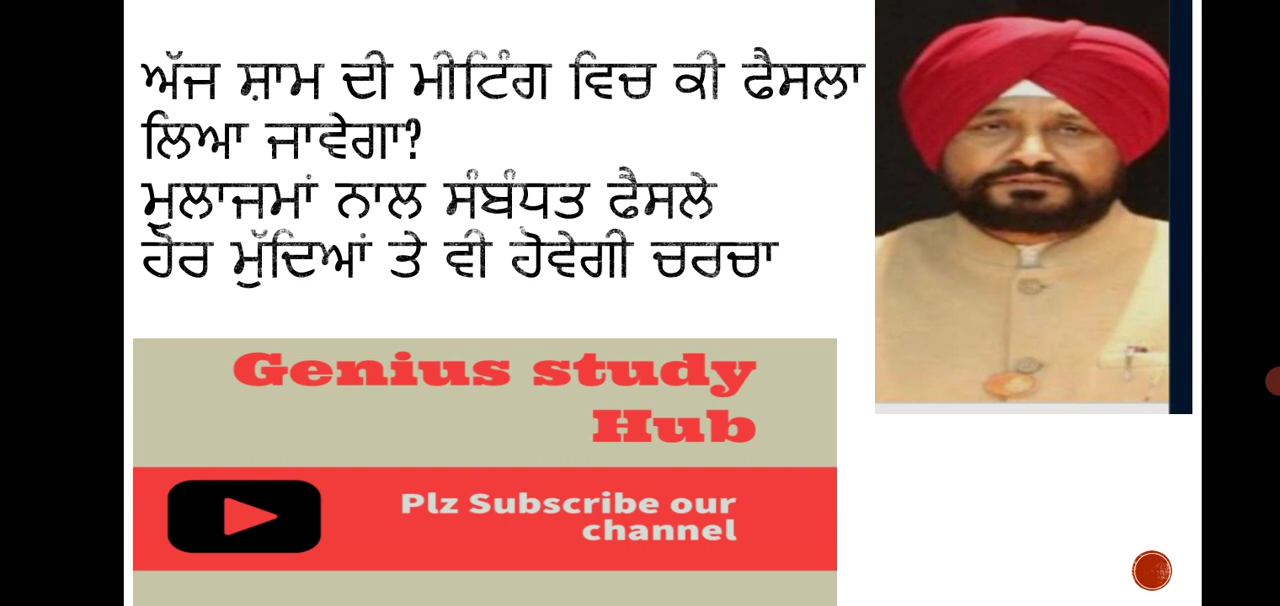 ਅੱਜ ਸ਼ਾਮ ਦੀ ਮੀਟਿੰਗ ਵਿਚ ਕੀ ਫੈਸਲਾ
ਲਿਆ ਜਾਵੇਗਾ?
ਮੁਲਾਜਮਾਂ ਨਾਲ ਸੰਬੰਧਤ ਫੈਸਲੇ
ਹੋਰ ਮੁੱਦਿਆਂ ਤੇ ਵੀ ਹੋਵੇਗੀ ਚਰਚਾ
Genius study
Hub
Plz Subscribe our
channel